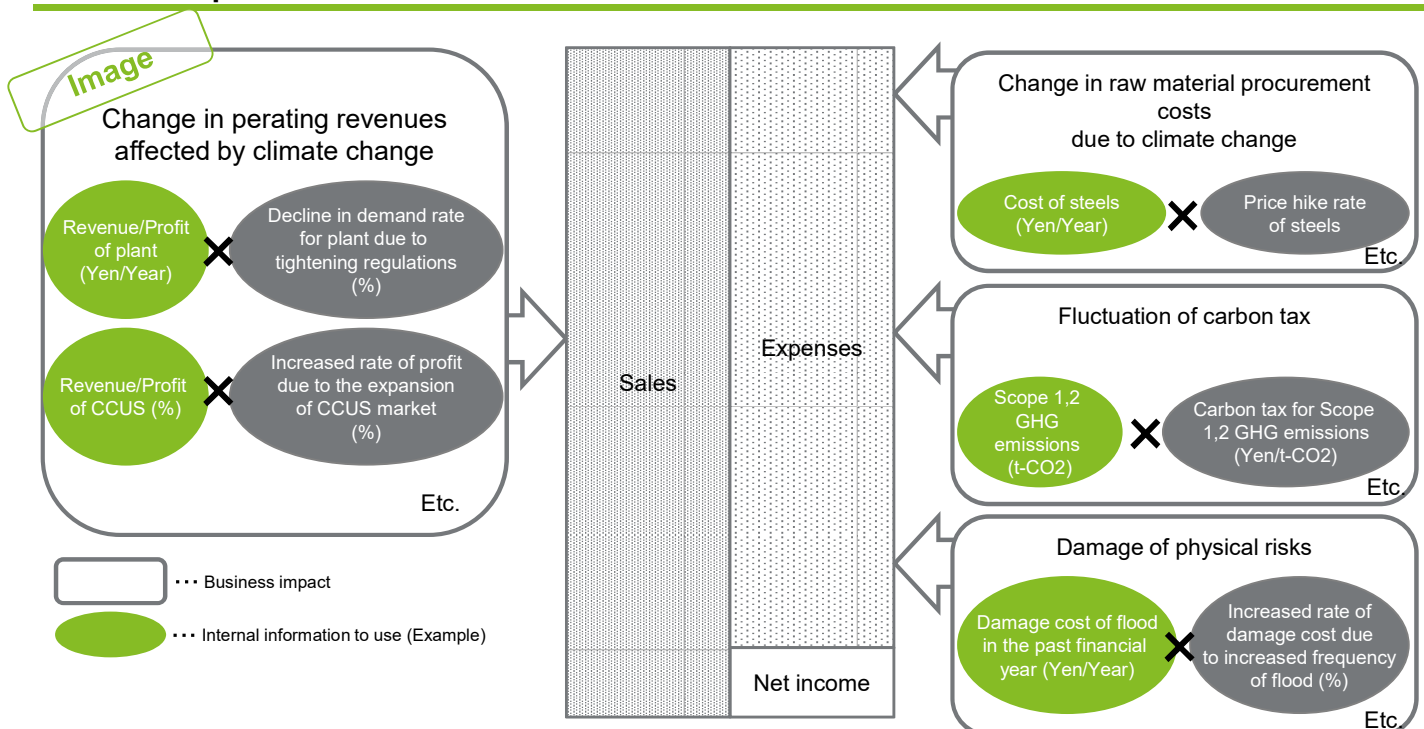 Image
Change in perating revenues
affected by climate change
Revenue/Profit
of plant
(Yen/Year)
Decline in demand rate
for plant due to
tightening regulations
(%)
Revenue/Profit
of CCUS (%)
Increased rate of profit
due to the expansion
of CCUS market
(%)
Etc.
··· Business impact
··· Internal information to use (Example)
Sales
Expenses
Net income
Change in raw material procurement
costs
due to climate change
Cost of steels
(Yen/Year)
Price hike rate
of steels
Etc.
Fluctuation of carbon tax
Scope 1,2
GHG
emissions
(t-CO2)
Carbon tax for Scope
1,2 GHG emissions
(Yen/t-CO2)
Etc.
Damage of physical risks
Damage cost of flood
in the past financial
year (Yen/Year)
Increased rate of
damage cost due
to increased frequency
of flood (%)
Etc.